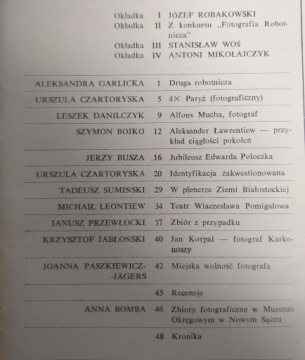 Okładka I JÓZEF ROBAKOWSKI
Okładka II Z konkursu „Fotografia Robot-
nicza"
Okładka III STANISŁAW WOŚ
Okładka IV ANTONI MIKOŁAJCZYK
ALEKSANDRA GARLICKA 1 Druga robotnicza
URSZULA CZARTORYSKA 5 4× Paryż (fotograficzny)
LESZEK DANILCZYK 9 Alfons Mucha, fotograf
SZYMON BOJKO 12 Aleksander Ławrentiew — przy-
kład ciągłości pokoleń
JERZY BUSZA 16 Jubileusz Edwarda Poloczka
URSZULA CZARTORYSKA 20 Identyfikacja zakwestionowana
TADEUSZ SUMIŃSKI 29 W plenerze Ziemi Białostockiej
MICHAIŁ LEONTIEW 34 Teatr Wiaczesława Pomigałowa
JANUSZ PRZEWŁOCKI 37 Zbiór z przypadku
KRZYSZTOF JABŁOŃSKI 40 Jan Korpal — fotograf Karko-
noszy
JOANNA PASZKIEWICZ-
-JÄGERS 42 Miejska wolność fotografa
45 Recenzje
ANNA BOMBA 46 Zbiory fotograficzne w Muzeum
Okręgowym w Nowym Sączu
48 Kronika